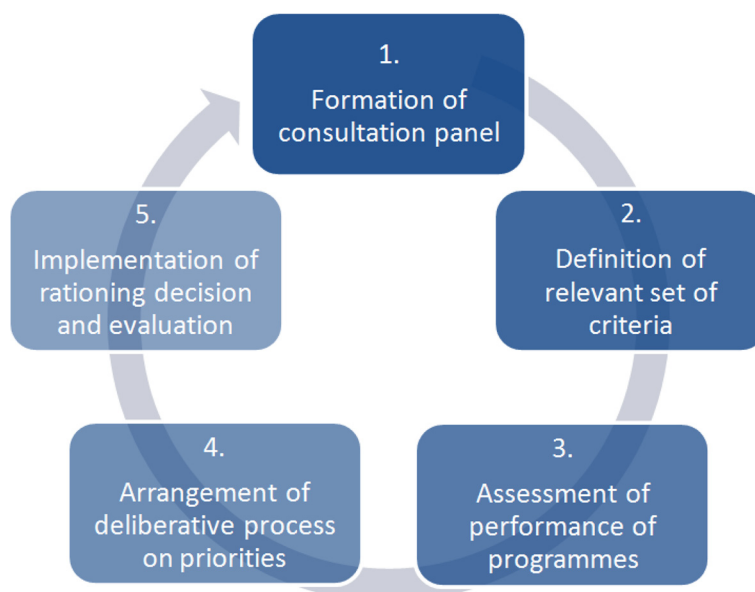 1.
Formation of
consultation panel
2.
Definition of
relevant set of
criteria
3.
Assessment of
performance of
programmes
4.
Arrangement of
deliberative process
on priorities
5.
Implementation of
rationing decision
and evaluation